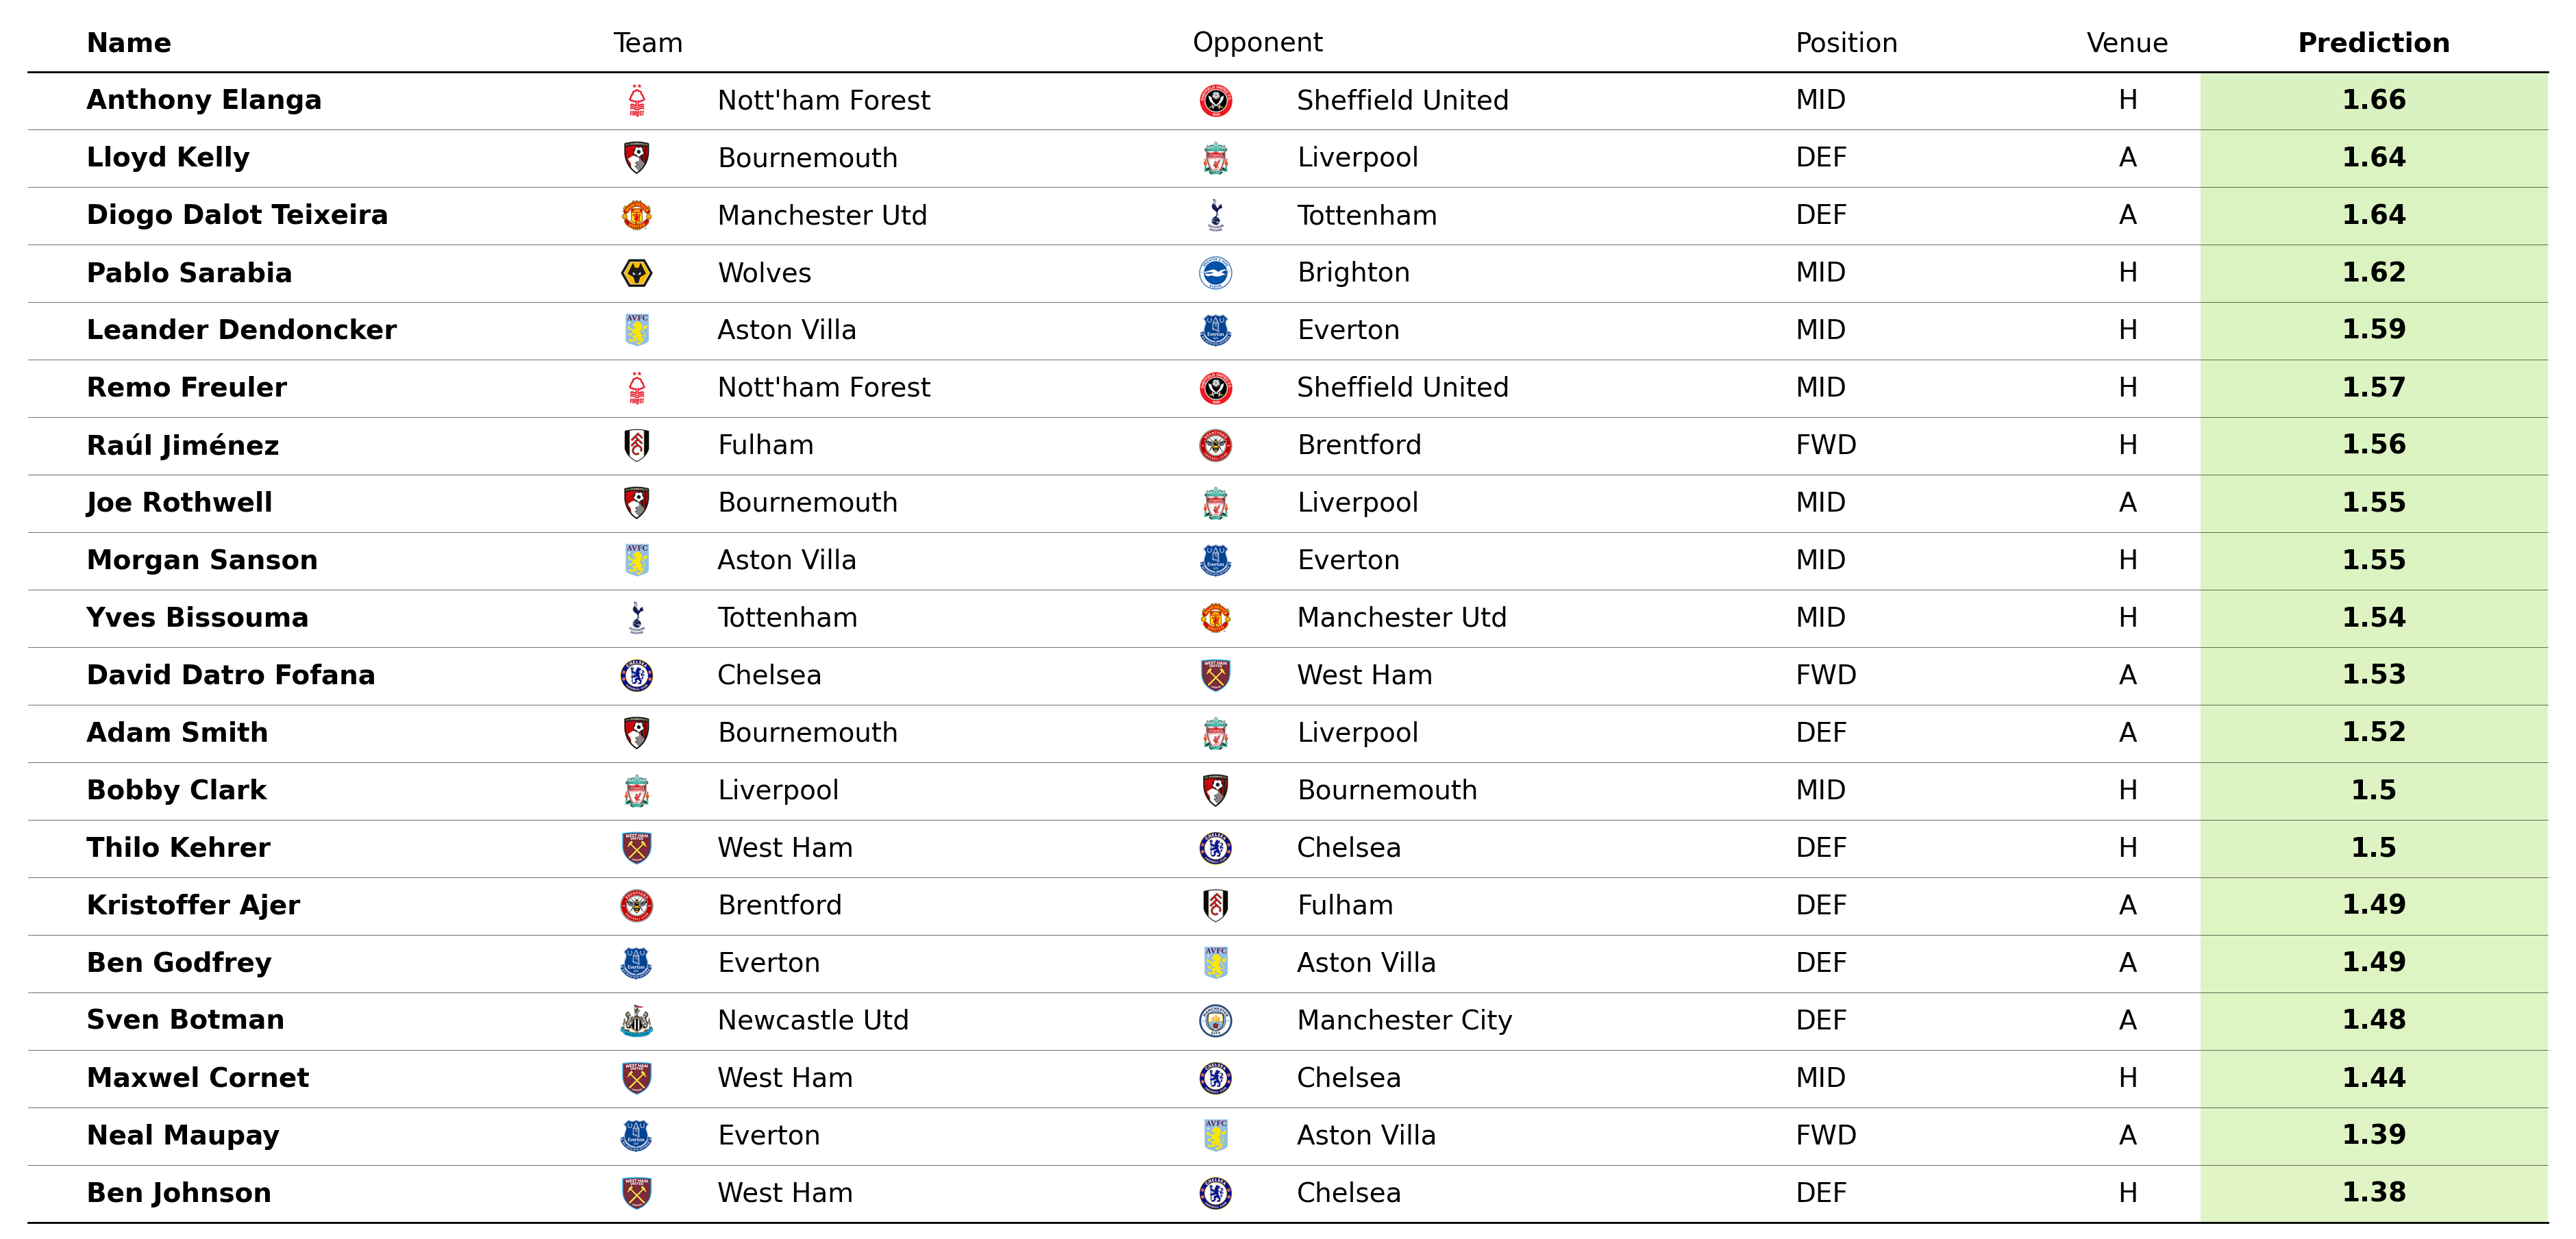 Name Team Opponent Position Venue Prediction
Anthony Elanga Nott'ham Forest Sheffield United MID H 1.66
Lloyd Kelly Bournemouth Liverpool DEF A 1.64
Diogo Dalot Teixeira Manchester Utd Tottenham DEF A 1.64
Pablo Sarabia Wolves Brighton MID H 1.62
Leander Dendoncker Aston Villa Everton MID H 1.59
Remo Freuler Nott'ham Forest Sheffield United MID H 1.57
Raúl Jiménez Fulham Brentford FWD H 1.56
Joe Rothwell Bournemouth Liverpool MID A 1.55
Morgan Sanson Aston Villa Everton MID H 1.55
Yves Bissouma Tottenham Manchester Utd MID H 1.54
David Datro Fofana Chelsea West Ham FWD A 1.53
Adam Smith Bournemouth Liverpool DEF A 1.52
Bobby Clark Liverpool Bournemouth MID H 1.5
Thilo Kehrer West Ham Chelsea DEF H 1.5
Kristoffer Ajer Brentford Fulham DEF A 1.49
Ben Godfrey Everton Aston Villa DEF A 1.49
Sven Botman Newcastle Utd Manchester City DEF A 1.48
Maxwel Cornet West Ham Chelsea MID H 1.44
Neal Maupay Everton Aston Villa FWD A 1.39
Ben Johnson West Ham Chelsea DEF H 1.38